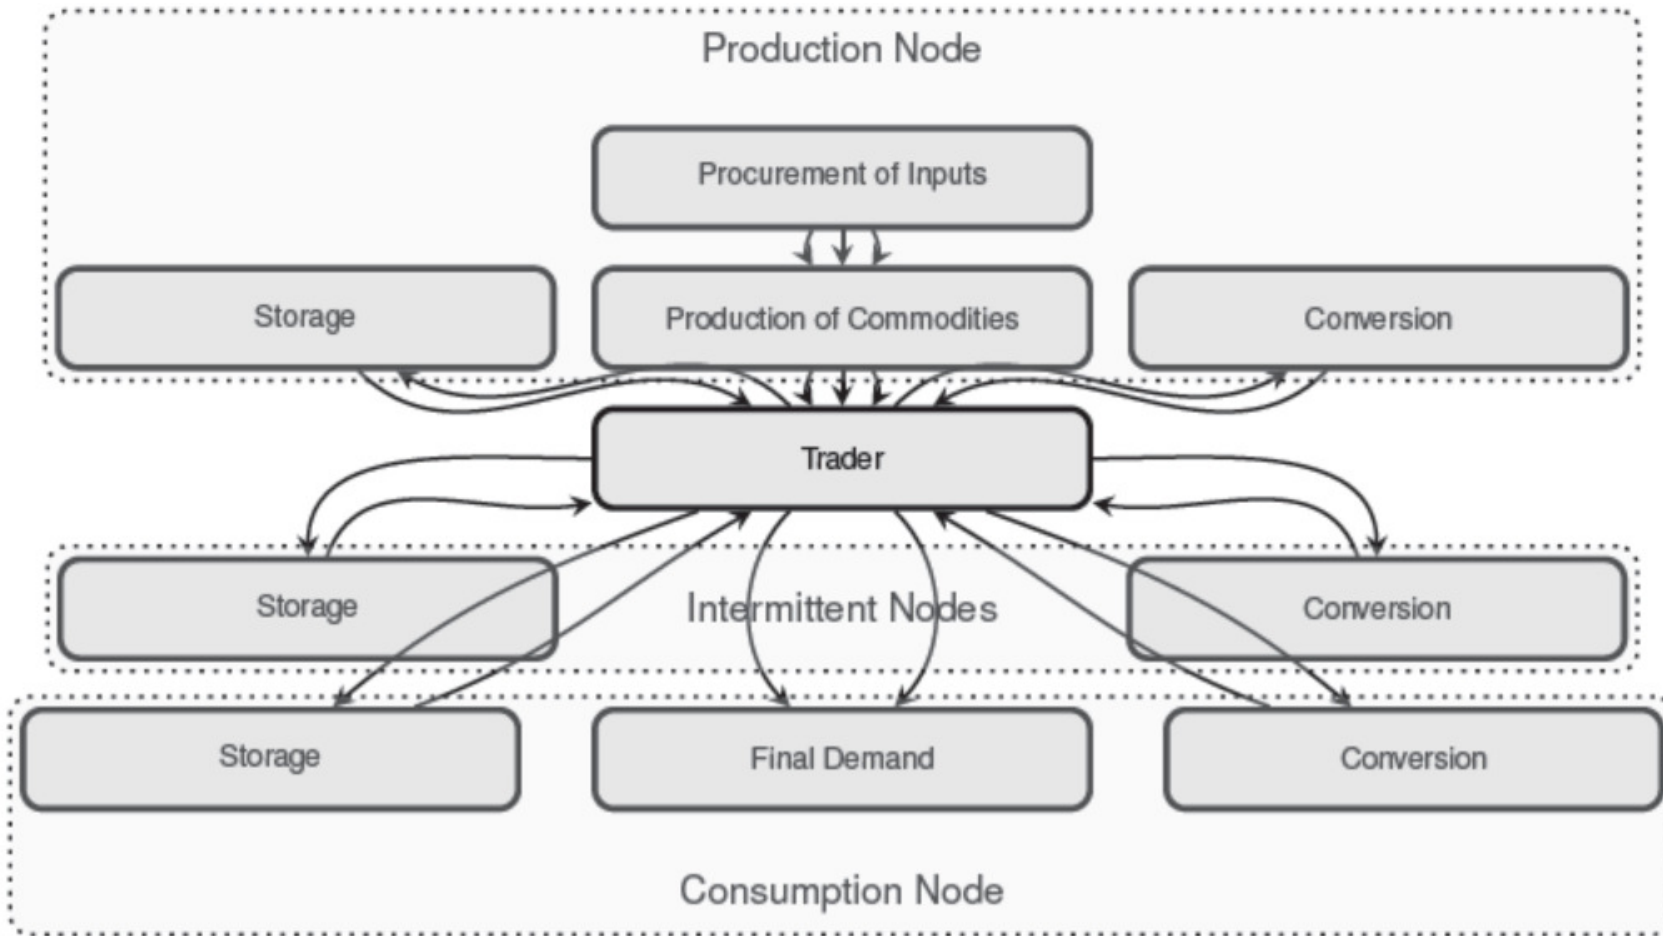 Production Node
Procurement of Inputs
Storage
Production of Commodities
Conversion
Trader
Storage
Intermittent Nodes
Conversion
Storage
Final Demand
Conversion
Consumption Node